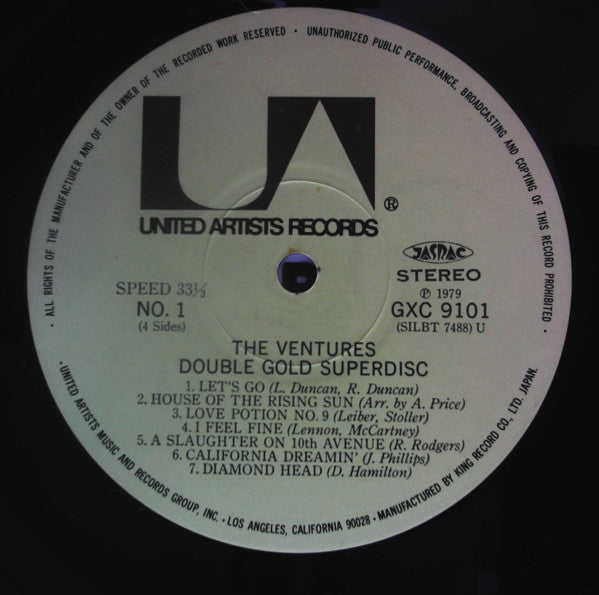 · ALL RIGHTS OF THE MANUFACTURER AND OF THE OWNER OF THE RECORDED WORK RESERVED · UNAUTHORIZED PUBLIC PERFORMANCE, BROADCASTING AND COPYING OF THIS RECORD PROHIBITED ·
UA ®
UNITED ARTISTS RECORDS
JASRAC
SPEED 33⅓
STEREO
NO. 1
℗ 1979
(4 Sides)
GXC 9101
(SILBT 7488) U
THE VENTURES
DOUBLE GOLD SUPERDISC
1. LET'S GO (L. Duncan, R. Duncan)
2. HOUSE OF THE RISING SUN (Arr. by A. Price)
3. LOVE POTION NO. 9 (Leiber, Stoller)
4. I FEEL FINE (Lennon, McCartney)
5. A SLAUGHTER ON 10th AVENUE (R. Rodgers)
6. CALIFORNIA DREAMIN' (J. Phillips)
7. DIAMOND HEAD (D. Hamilton)
· UNITED ARTISTS MUSIC AND RECORDS GROUP, INC. · LOS ANGELES, CALIFORNIA 90028 · MANUFACTURED BY KING RECORD CO., LTD. JAPAN.